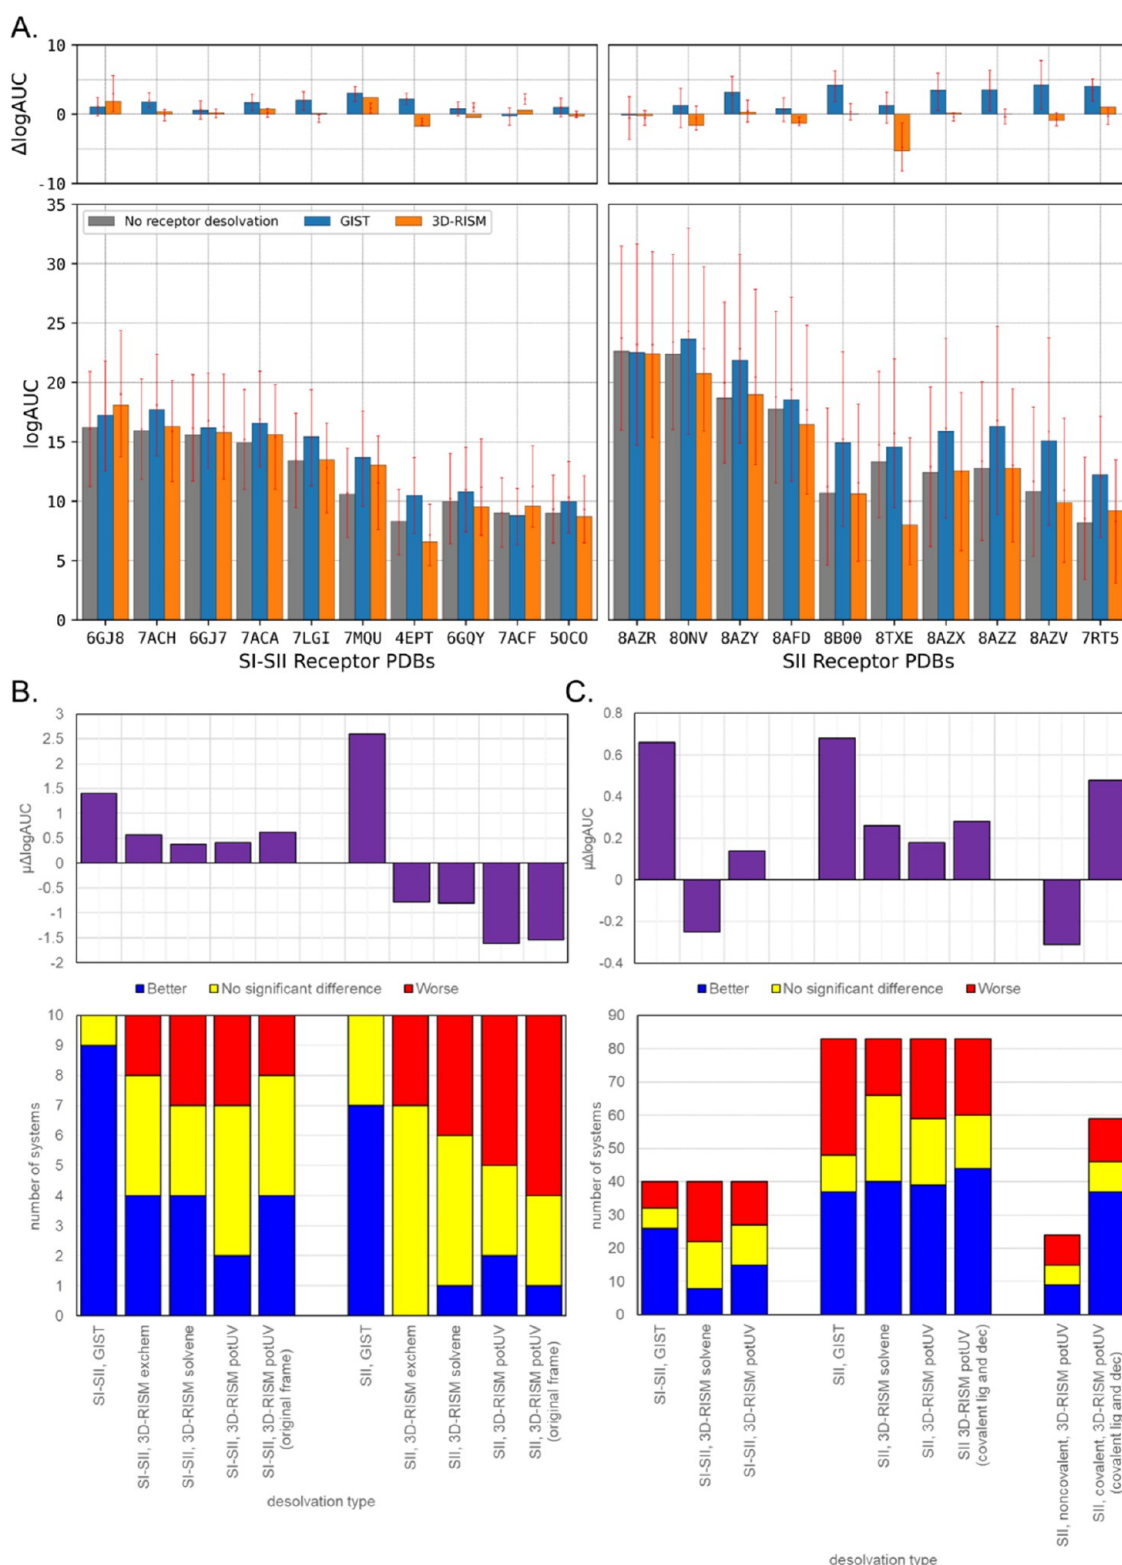 A.
10
0
-10
ΔlogAUC
35
30
25
20
15
10
5
0
logAUC
No receptor desolvation
GIST
3D-RISM
6GJ8 7ACH 6GJ7 7ACA 7LGI 7MQU 4EPT 6GQY 7ACF 5OCO
8AZR 8ONV 8AZY 8AFD 8B00 8TXE 8AZX 8AZZ 8AZV 7RT5
SI-SII Receptor PDBs
SII Receptor PDBs
B.
3
2.5
2
1.5
1
0.5
0
-0.5
-1
-1.5
-2
μΔlogAUC
Better
No significant difference
Worse
10
9
8
7
6
5
4
3
2
1
0
number of systems
SI-SII, GIST
SI-SII, 3D-RISM exchem
SI-SII, 3D-RISM solvene
SI-SII, 3D-RISM potUV
SI-SII, 3D-RISM potUV
(original frame)
SII, GIST
SII, 3D-RISM exchem
SII, 3D-RISM solvene
SII, 3D-RISM potUV
SII, 3D-RISM potUV
(original frame)
desolvation type
C.
0.8
0.6
0.4
0.2
0
-0.2
-0.4
μΔlogAUC
Better
No significant difference
Worse
90
80
70
60
50
40
30
20
10
0
number of systems
SI-SII, GIST
SI-SII, 3D-RISM solvene
SI-SII, 3D-RISM potUV
SII, GIST
SII, 3D-RISM solvene
SII, 3D-RISM potUV
SII 3D-RISM potUV
(covalent lig and dec)
SII, noncovalent, 3D-RISM potUV
SII, covalent, 3D-RISM potUV
(covalent lig and dec)
desolvation type